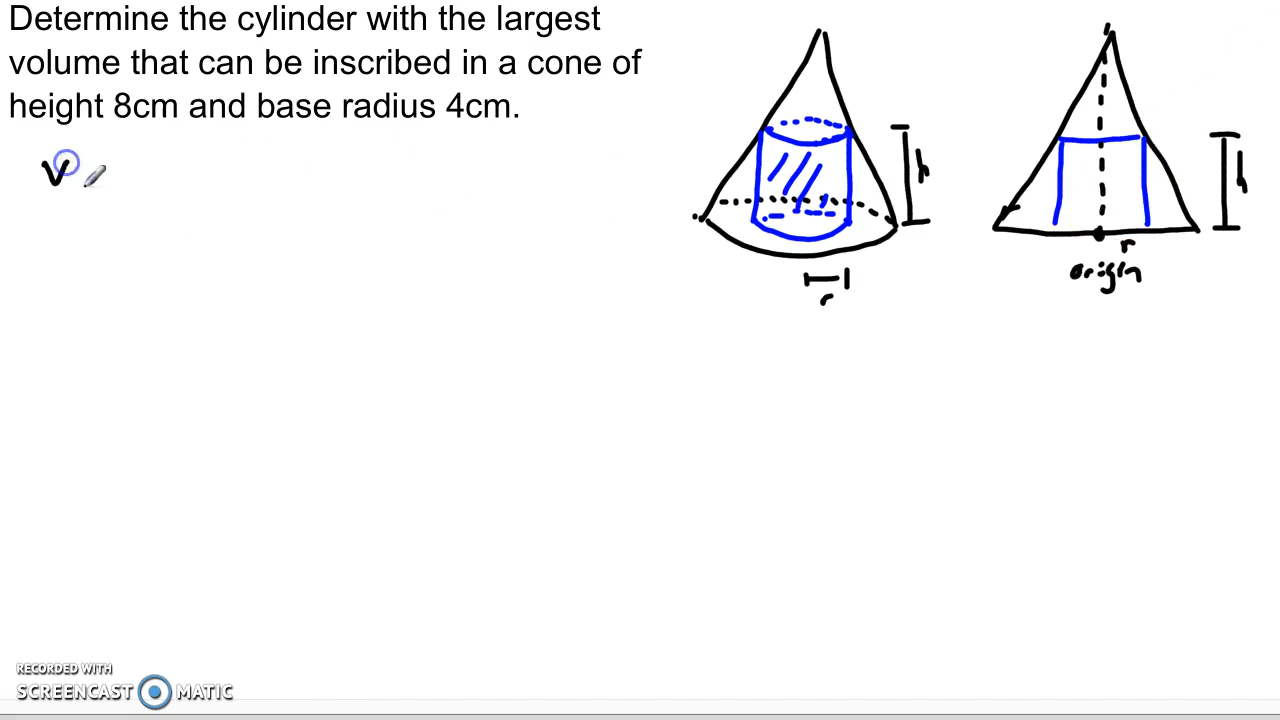 Determine the cylinder with the largest
volume that can be inscribed in a cone of
height 8cm and base radius 4cm.
V
h
r
h
r
origin
RECORDED WITH
SCREENCAST MATIC